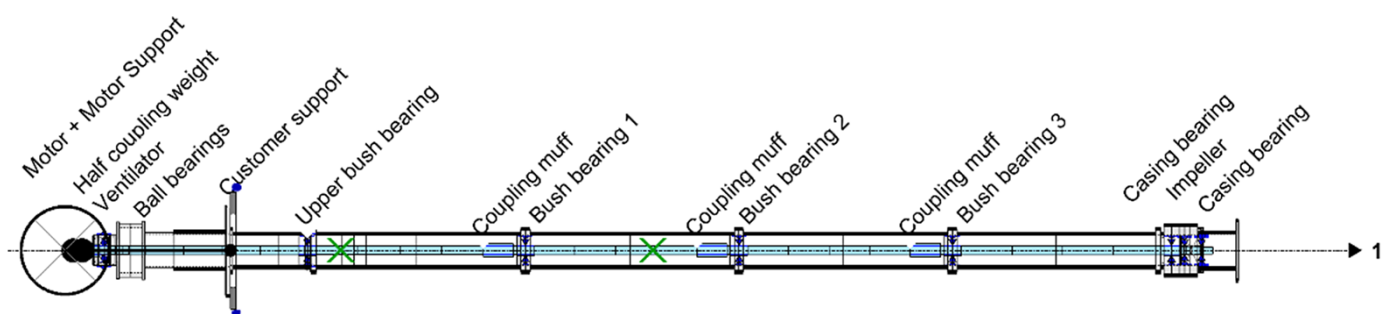 Motor + Motor Support
Half coupling weight
Ventilator
Ball bearings
Customer support
Upper bush bearing
Coupling muff
Bush bearing 1
Coupling muff
Bush bearing 2
Coupling muff
Bush bearing 3
Casing bearing
Impeller
Casing bearing
1